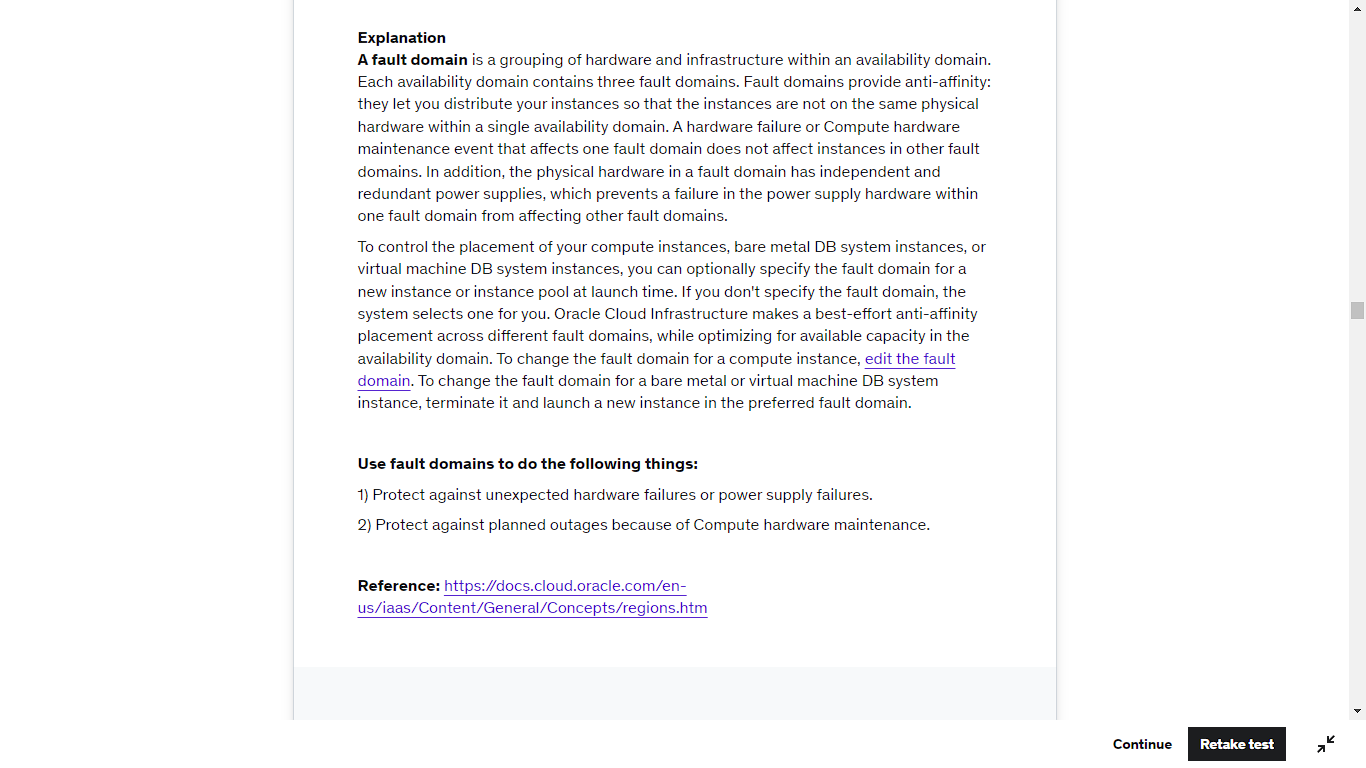 Explanation
A fault domain is a grouping of hardware and infrastructure within an availability domain.
Each availability domain contains three fault domains. Fault domains provide anti-affinity:
they let you distribute your instances so that the instances are not on the same physical
hardware within a single availability domain. A hardware failure or Compute hardware
maintenance event that affects one fault domain does not affect instances in other fault
domains. In addition, the physical hardware in a fault domain has independent and
redundant power supplies, which prevents a failure in the power supply hardware within
one fault domain from affecting other fault domains.
To control the placement of your compute instances, bare metal DB system instances, or
virtual machine DB system instances, you can optionally specify the fault domain for a
new instance or instance pool at launch time. If you don't specify the fault domain, the
system selects one for you. Oracle Cloud Infrastructure makes a best-effort anti-affinity
placement across different fault domains, while optimizing for available capacity in the
availability domain. To change the fault domain for a compute instance, edit the fault
domain. To change the fault domain for a bare metal or virtual machine DB system
instance, terminate it and launch a new instance in the preferred fault domain.
Use fault domains to do the following things:
1) Protect against unexpected hardware failures or power supply failures.
2) Protect against planned outages because of Compute hardware maintenance.
Reference: https://docs.cloud.oracle.com/en-
us/iaas/Content/General/Concepts/regions.htm
Continue
Retake test